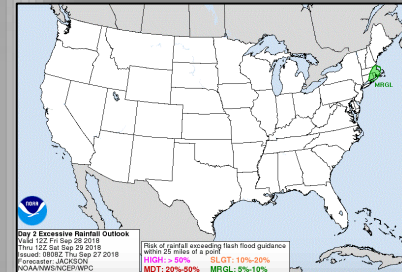 MRGL
NOAA
Day 2 Excessive Rainfall Outlook
Valid 12Z Fri Sep 28 2018
Thru 12Z Sat Sep 29 2018
Issued: 0808Z Thu Sep 27 2018
Forecaster: JACKSON
NOAA/NWS/NCEP/WPC
Risk of rainfall exceeding flash flood guidance
within 25 miles of a point
HIGH: > 50% SLGT: 10%-20%
MDT: 20%-50% MRGL: 5%-10%